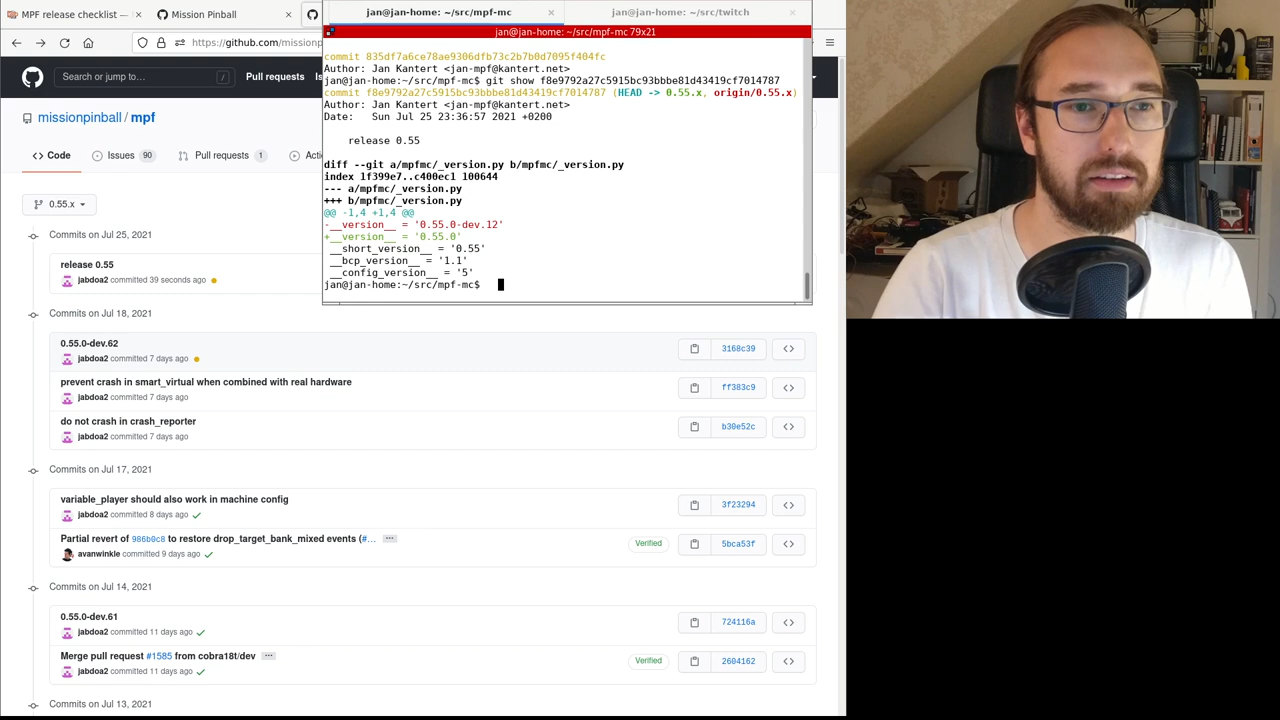 MPF release checklist —
Mission Pinball
https://github.com/missionp
Search or jump to...
/
Pull requests
Is
missionpinball / mpf
Code
Issues 90
Pull requests 1
Acti
0.55.x
Commits on Jul 25, 2021
release 0.55
jabdoa2 committed 39 seconds ago
Commits on Jul 18, 2021
0.55.0-dev.62
jabdoa2 committed 7 days ago
3168c39
prevent crash in smart_virtual when combined with real hardware
jabdoa2 committed 7 days ago
ff383c9
do not crash in crash_reporter
jabdoa2 committed 7 days ago
b30e52c
Commits on Jul 17, 2021
variable_player should also work in machine config
jabdoa2 committed 8 days ago
3f23294
Partial revert of 986b0c8 to restore drop_target_bank_mixed events (#...
avanwinkle committed 9 days ago
Verified
5bca53f
Commits on Jul 14, 2021
0.55.0-dev.61
jabdoa2 committed 11 days ago
724116a
Merge pull request #1585 from cobra18t/dev
jabdoa2 committed 11 days ago
Verified
2604162
Commits on Jul 13, 2021
jan@jan-home: ~/src/mpf-mc
jan@jan-home: ~/src/twitch
jan@jan-home: ~/src/mpf-mc 79x21
commit 835df7a6ce78ae9306dfb73c2b7b0d7095f404fc
Author: Jan Kantert <jan-mpf@kantert.net>
jan@jan-home:~/src/mpf-mc$ git show f8e9792a27c5915bc93bbbe81d43419cf7014787
commit f8e9792a27c5915bc93bbbe81d43419cf7014787 (HEAD -> 0.55.x, origin/0.55.x)
Author: Jan Kantert <jan-mpf@kantert.net>
Date:   Sun Jul 25 23:36:57 2021 +0200
release 0.55
diff --git a/mpfmc/_version.py b/mpfmc/_version.py
index 1f399e7..c400ec1 100644
--- a/mpfmc/_version.py
+++ b/mpfmc/_version.py
@@ -1,4 +1,4 @@
-__version__ = '0.55.0-dev.12'
+__version__ = '0.55.0'
__short_version__ = '0.55'
__bcp_version__ = '1.1'
__config_version__ = '5'
jan@jan-home:~/src/mpf-mc$